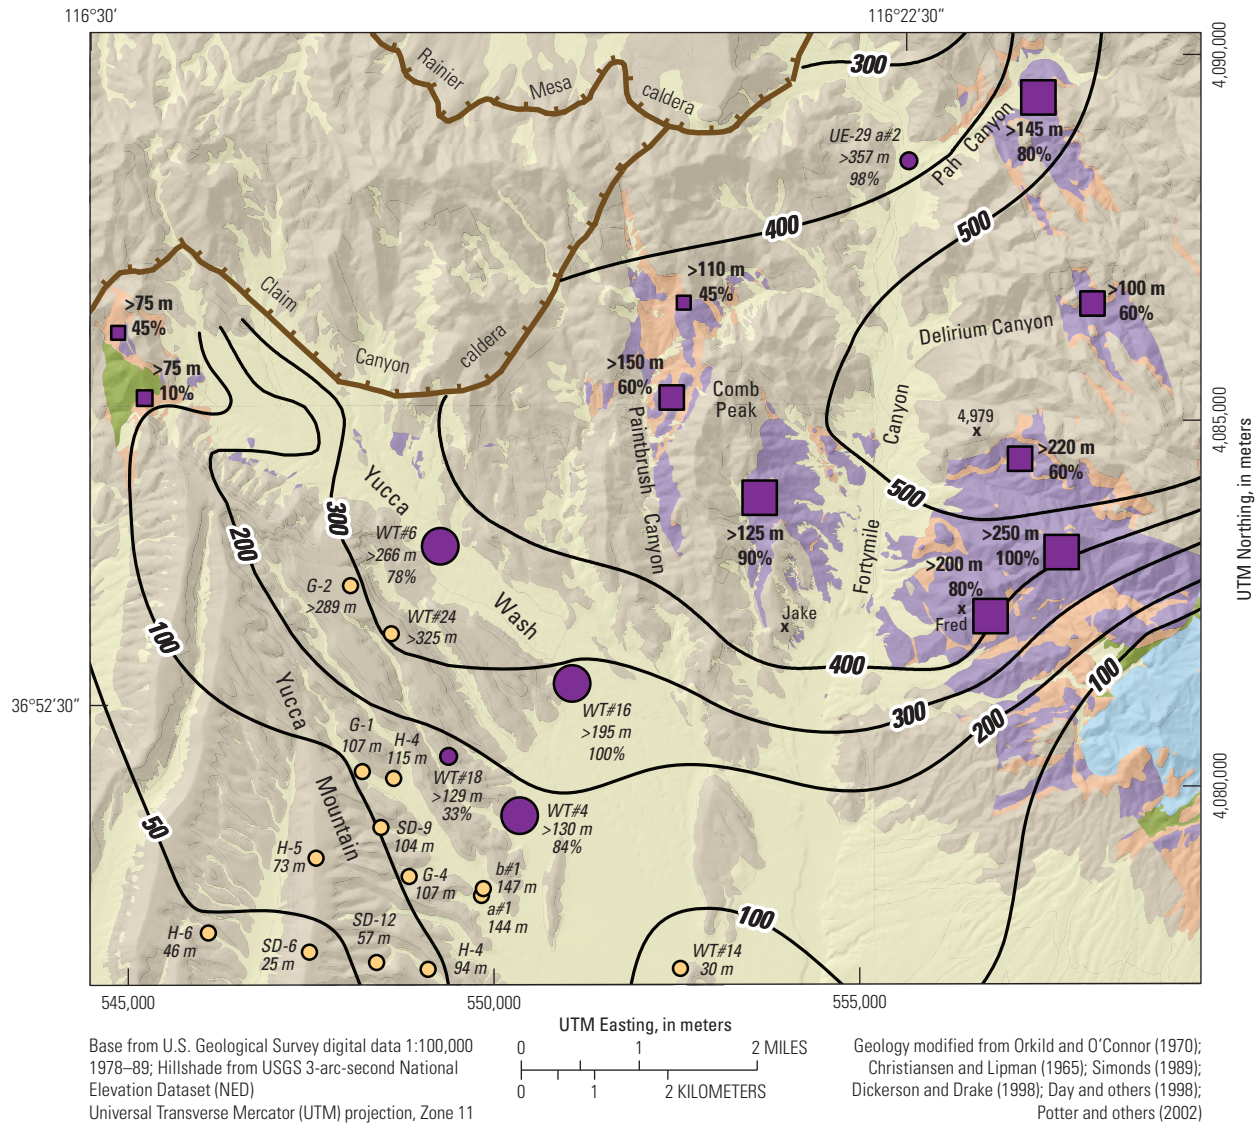 116°30'
116°22'30”
4,090,000
Rainier
Mesa
caldera
300
UE-29 a#2
>357 m
98%
Pah Canyon
>145 m
80%
400
500
>110 m
45%
>75 m
45%
Claim
Canyon
caldera
>100 m
60%
Delirium Canyon
>75 m
10%
>150 m
60%
Comb
Peak
Paintbrush Canyon
Canyon
Fortymile
4,979
x
4,085,000
>220 m
60%
500
Yucca
Wash
300
200
WT#6
>266 m
78%
>125 m
90%
>250 m
100%
>200 m
80%
x
Fred
UTM Northing, in meters
G-2
>289 m
WT#24
>325 m
Jake
x
100
400
100
36°52'30”
Yucca
Mountain
WT#16
>195 m
100%
300
200
G-1
107 m
H-4
115 m
WT#18
>129 m
33%
4,080,000
50
WT#4
>130 m
84%
SD-9
104 m
H-5
73 m
G-4
107 m
b#1
147 m
a#1
144 m
SD-12
57 m
100
H-6
46 m
SD-6
25 m
H-4
94 m
WT#14
30 m
545,000
550,000
555,000
UTM Easting, in meters
Base from U.S. Geological Survey digital data 1:100,000
1978–89; Hillshade from USGS 3-arc-second National
Elevation Dataset (NED)
Universal Transverse Mercator (UTM) projection, Zone 11
0 1 2 MILES
0 1 2 KILOMETERS
Geology modified from Orkild and O’Connor (1970);
Christiansen and Lipman (1965); Simonds (1989);
Dickerson and Drake (1998); Day and others (1998);
Potter and others (2002)